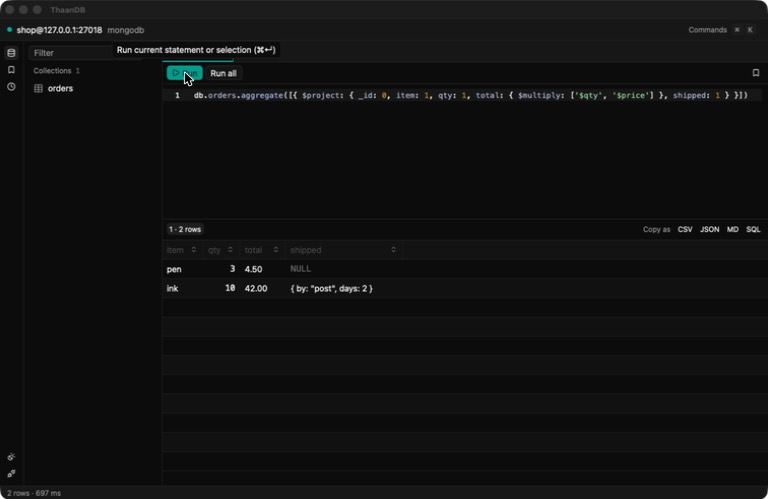 ThaanDB
shop@127.0.0.1:27018 mongodb
Commands ⌘ K
Filter
Run current statement or selection (⌘↩)
Collections 1
orders
Run all
1 db.orders.aggregate([{ $project: { _id: 0, item: 1, qty: 1, total: { $multiply: ['$qty', '$price'] }, shipped: 1 } }])
1 · 2 rows
Copy as CSV JSON MD SQL
item qty total shipped
pen 3 4.50 NULL
ink 10 42.00 { by: "post", days: 2 }
2 rows · 697 ms